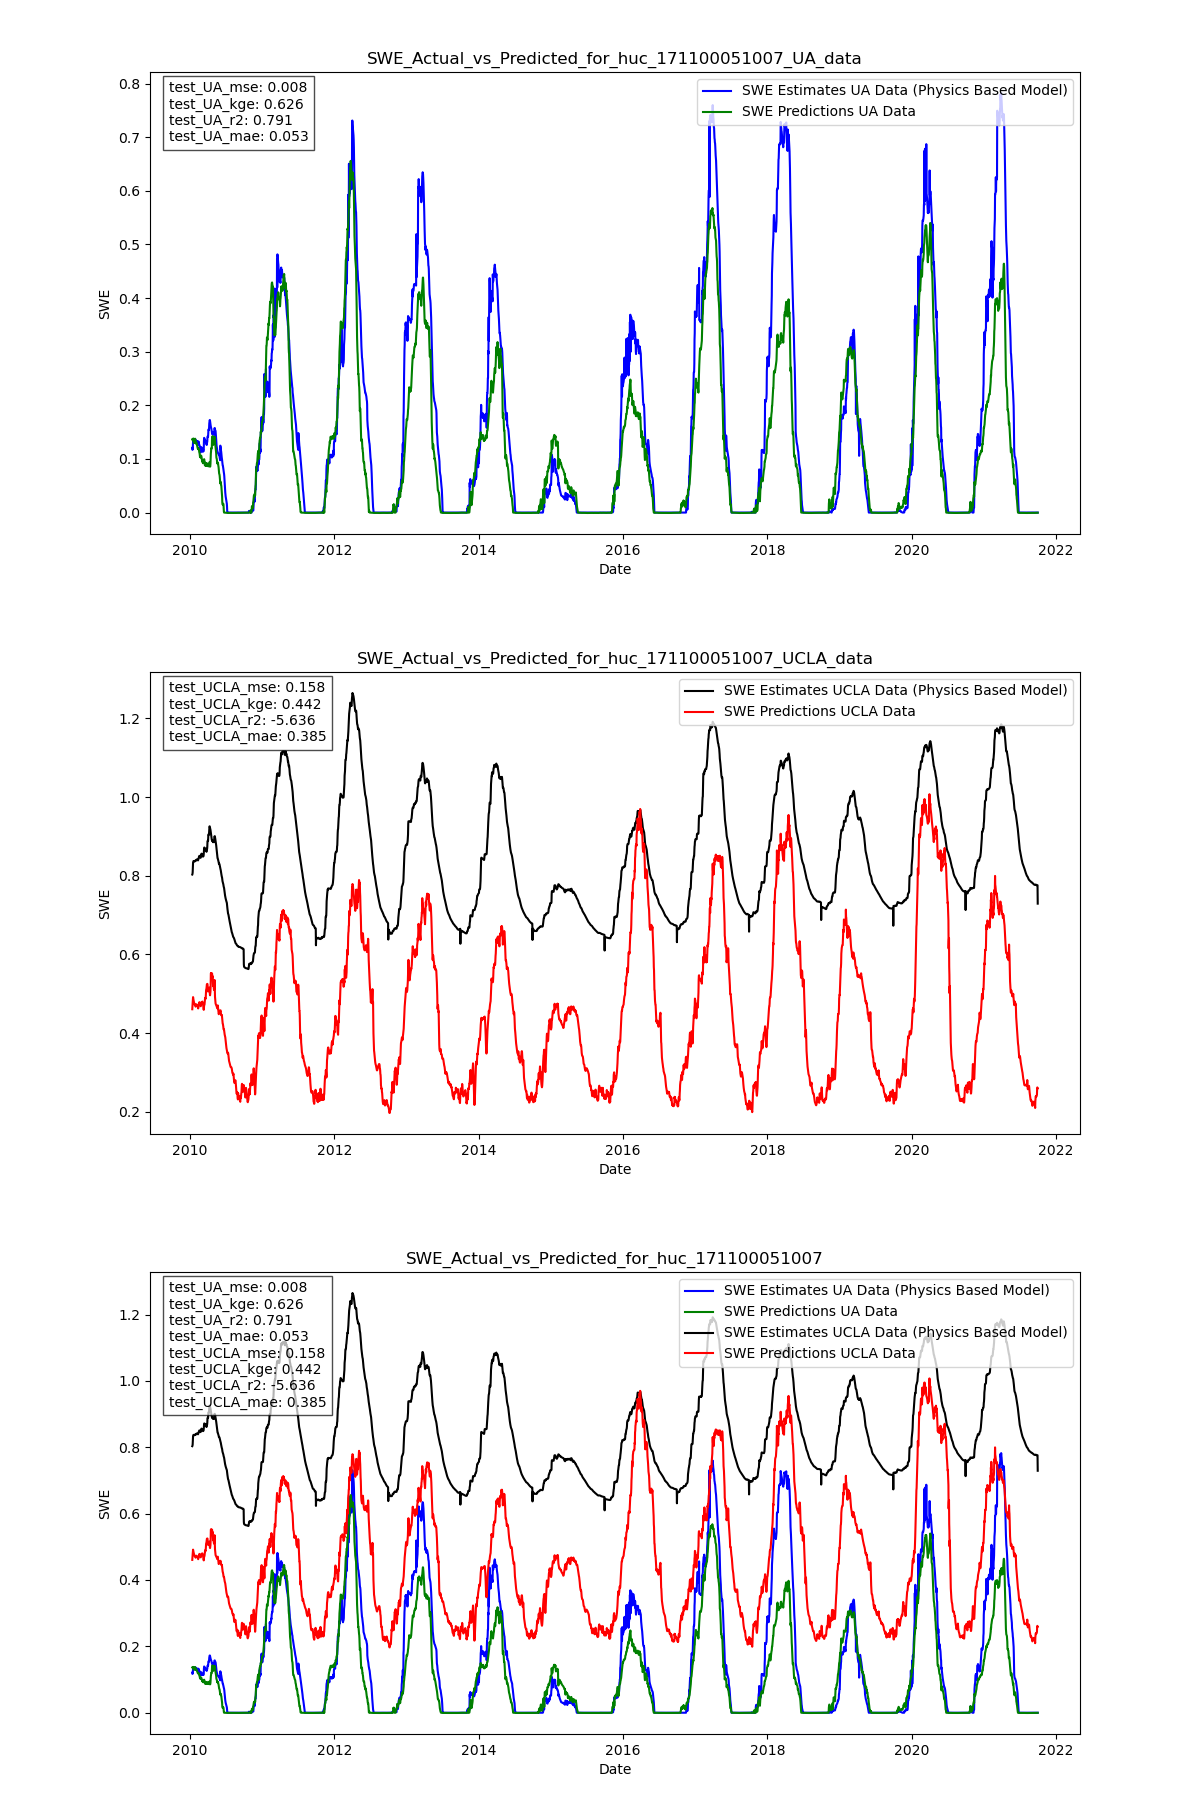 SWE_Actual_vs_Predicted_for_huc_171100051007_UA_data
test_UA_mse: 0.008
test_UA_kge: 0.626
test_UA_r2: 0.791
test_UA_mae: 0.053
SWE Estimates UA Data (Physics Based Model)
SWE Predictions UA Data
0.8
0.7
0.6
0.5
0.4
0.3
0.2
0.1
0.0
SWE
2010 2012 2014 2016 2018 2020 2022
Date
SWE_Actual_vs_Predicted_for_huc_171100051007_UCLA_data
test_UCLA_mse: 0.158
test_UCLA_kge: 0.442
test_UCLA_r2: -5.636
test_UCLA_mae: 0.385
SWE Estimates UCLA Data (Physics Based Model)
SWE Predictions UCLA Data
1.2
1.0
0.8
0.6
0.4
0.2
SWE
2010 2012 2014 2016 2018 2020 2022
Date
SWE_Actual_vs_Predicted_for_huc_171100051007
test_UA_mse: 0.008
test_UA_kge: 0.626
test_UA_r2: 0.791
test_UA_mae: 0.053
test_UCLA_mse: 0.158
test_UCLA_kge: 0.442
test_UCLA_r2: -5.636
test_UCLA_mae: 0.385
SWE Estimates UA Data (Physics Based Model)
SWE Predictions UA Data
SWE Estimates UCLA Data (Physics Based Model)
SWE Predictions UCLA Data
1.2
1.0
0.8
0.6
0.4
0.2
0.0
SWE
2010 2012 2014 2016 2018 2020 2022
Date